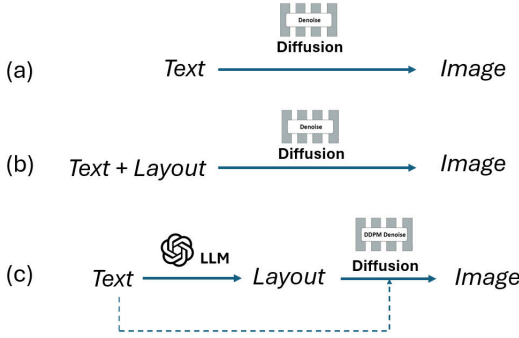 Denoise
Diffusion
(a) Text Image
Denoise
Diffusion
(b) Text + Layout Image
DDPM Denoise
LLM Diffusion
(c) Text Layout Image